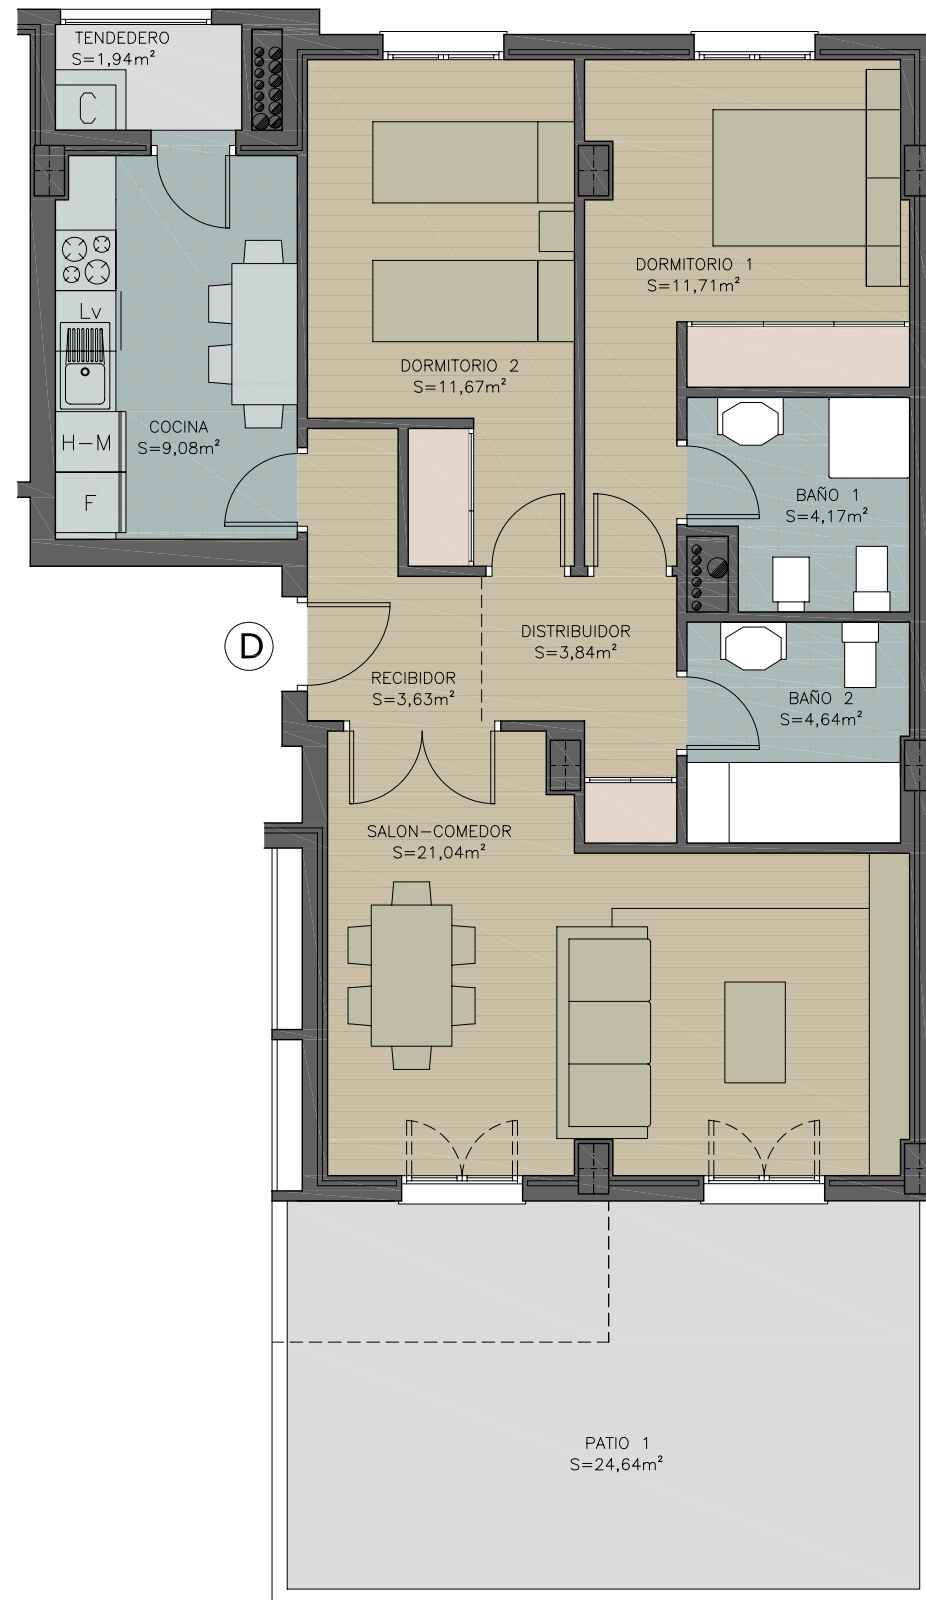 TENDEDERO
S=1,94m²
C
Lv
COCINA
S=9,08m²
H-M
F
DORMITORIO 1
S=11,71m²
DORMITORIO 2
S=11,67m²
BAÑO 1
S=4,17m²
DISTRIBUIDOR
S=3,84m²
D
RECIBIDOR
S=3,63m²
BAÑO 2
S=4,64m²
SALON-COMEDOR
S=21,04m²
PATIO 1
S=24,64m²